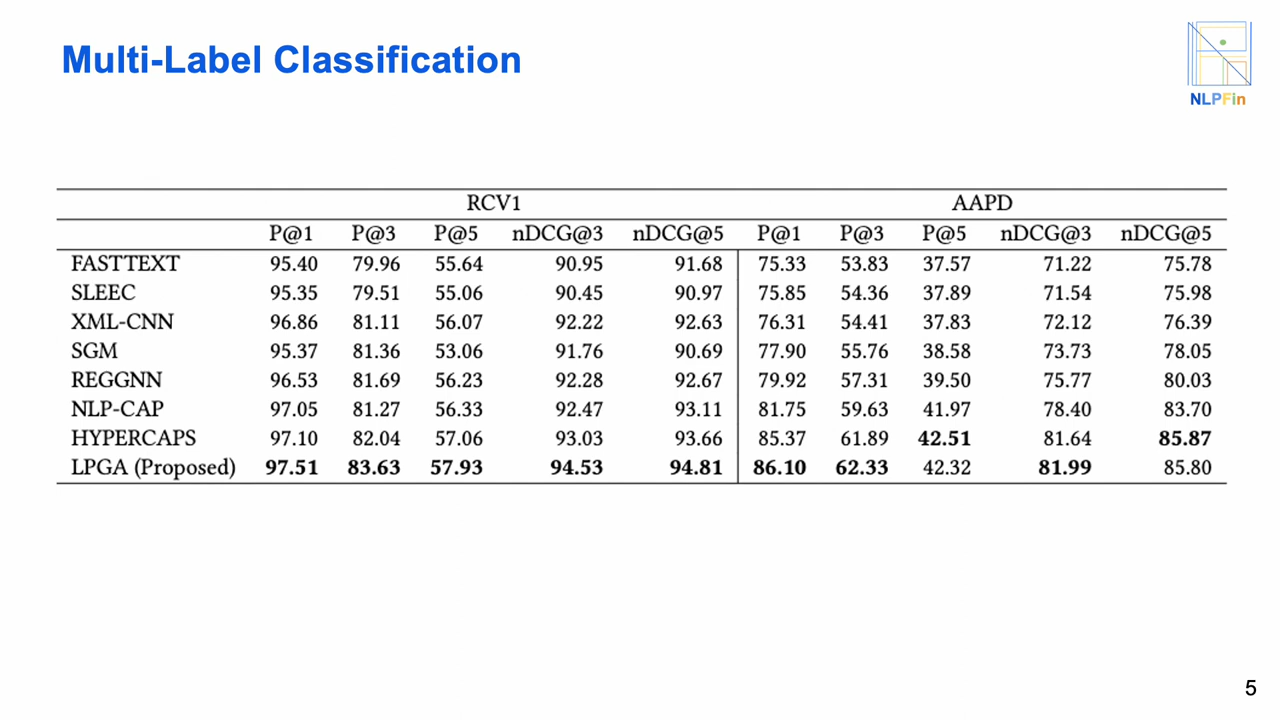 Multi-Label Classification
NLPFin
RCV1 AAPD
P@1 P@3 P@5 nDCG@3 nDCG@5 P@1 P@3 P@5 nDCG@3 nDCG@5
FASTTEXT 95.40 79.96 55.64 90.95 91.68 75.33 53.83 37.57 71.22 75.78
SLEEC 95.35 79.51 55.06 90.45 90.97 75.85 54.36 37.89 71.54 75.98
XML-CNN 96.86 81.11 56.07 92.22 92.63 76.31 54.41 37.83 72.12 76.39
SGM 95.37 81.36 53.06 91.76 90.69 77.90 55.76 38.58 73.73 78.05
REGGNN 96.53 81.69 56.23 92.28 92.67 79.92 57.31 39.50 75.77 80.03
NLP-CAP 97.05 81.27 56.33 92.47 93.11 81.75 59.63 41.97 78.40 83.70
HYPERCAPS 97.10 82.04 57.06 93.03 93.66 85.37 61.89 42.51 81.64 85.87
LPGA (Proposed) 97.51 83.63 57.93 94.53 94.81 86.10 62.33 42.32 81.99 85.80
5